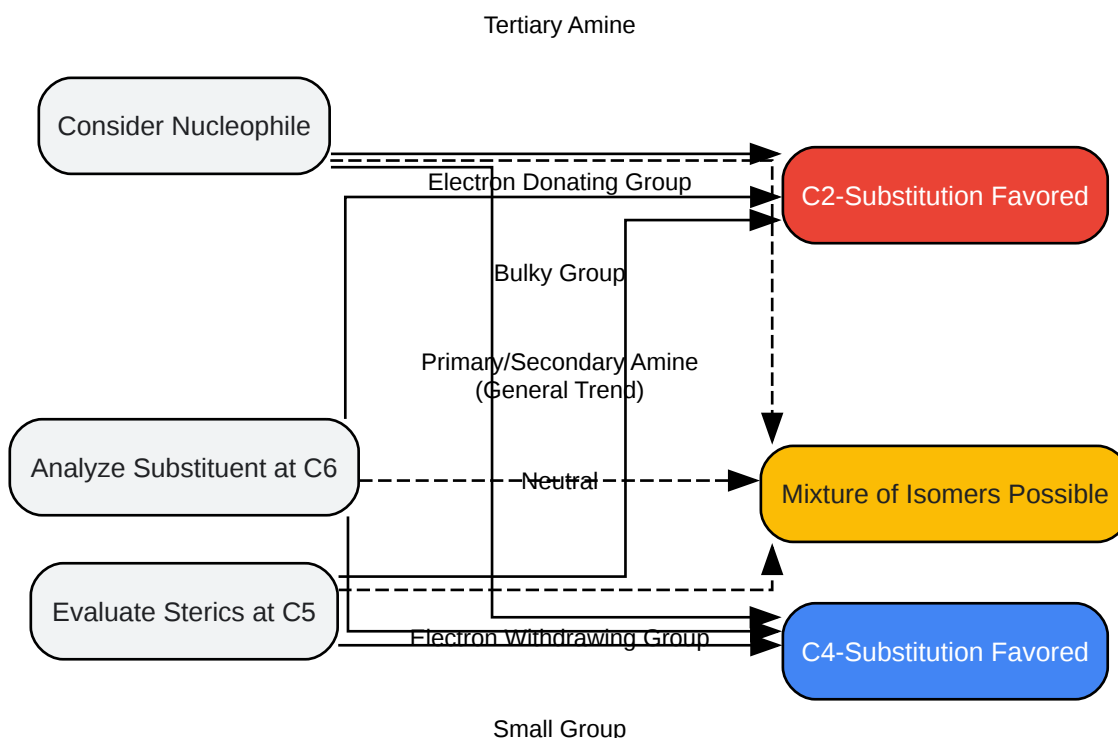 Tertiary Amine
Consider Nucleophile
Electron Donating Group
C2-Substitution Favored
Bulky Group
Primary/Secondary Amine
(General Trend)
Analyze Substituent at C6
Neutral
Mixture of Isomers Possible
Evaluate Sterics at C5
Electron Withdrawing Group
C4-Substitution Favored
Small Group